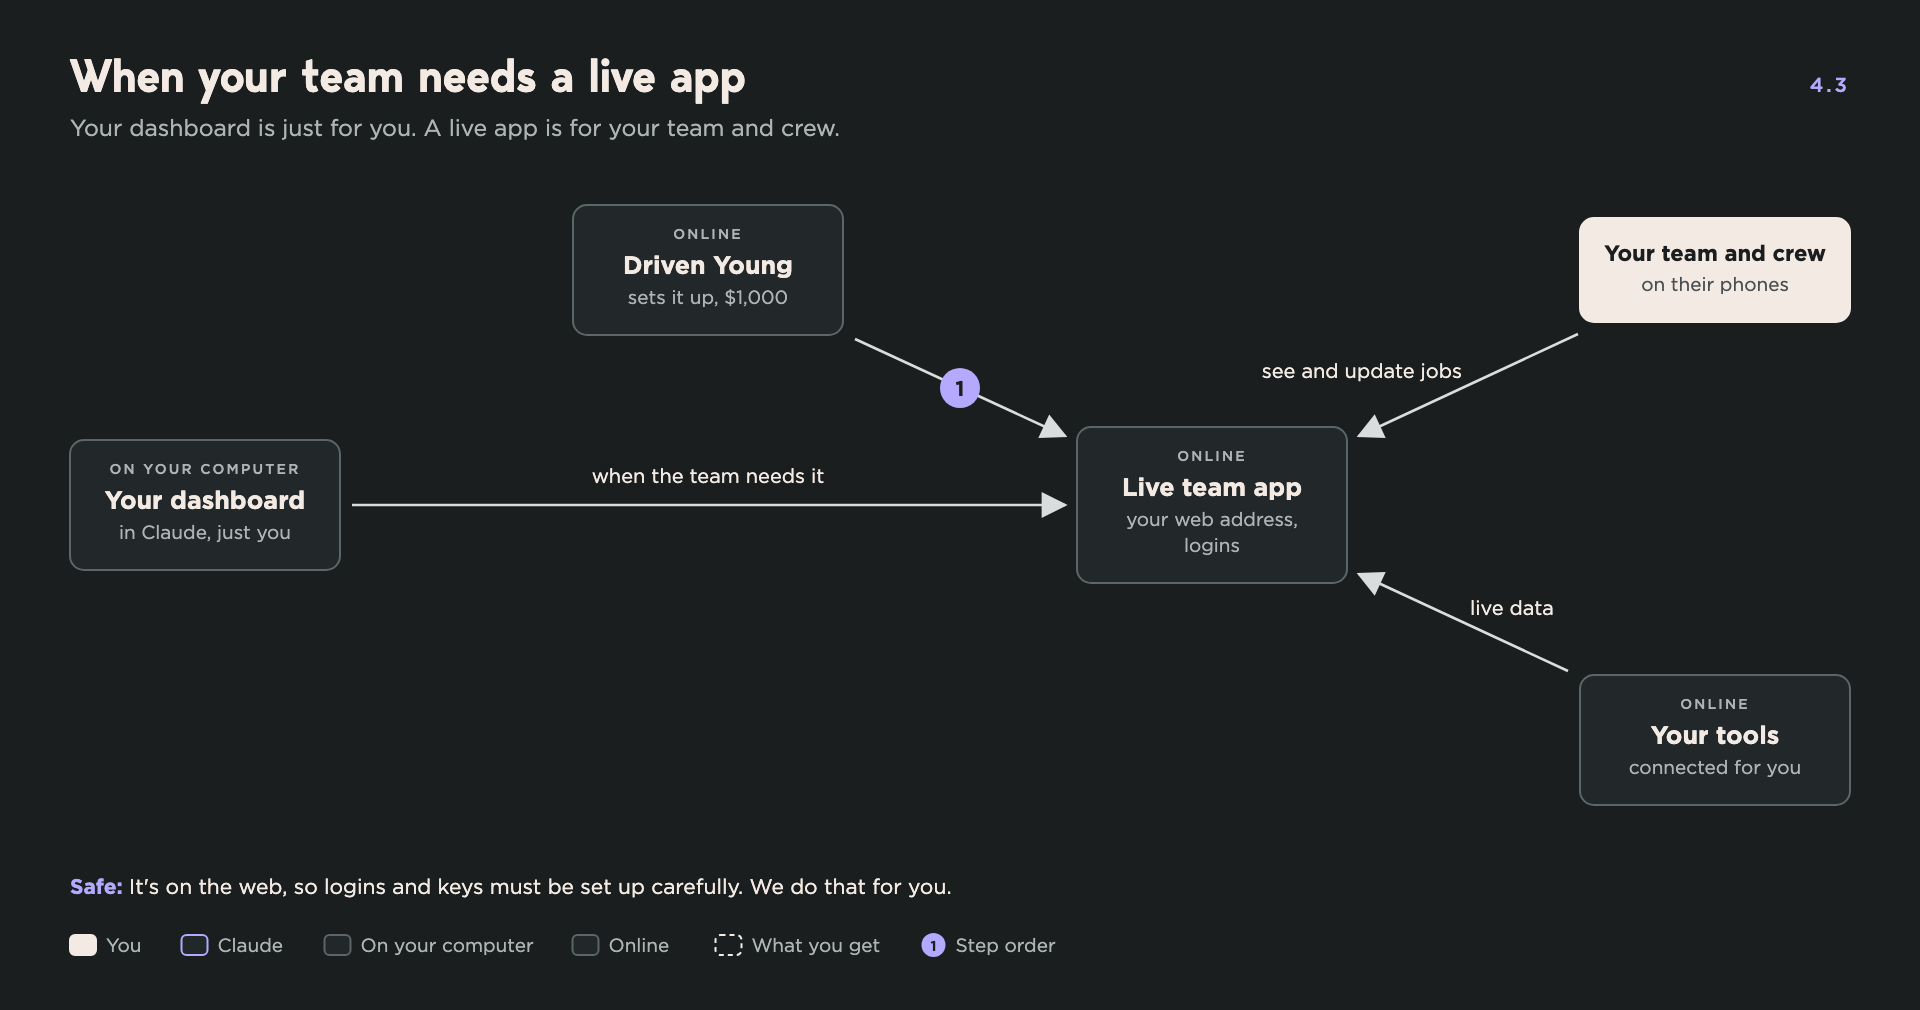 When your team needs a live app
4.3
Your dashboard is just for you. A live app is for your team and crew.
ONLINE
Driven Young
sets it up, $1,000
Your team and crew
on their phones
1
see and update jobs
ON YOUR COMPUTER
Your dashboard
in Claude, just you
when the team needs it
ONLINE
Live team app
your web address,
logins
live data
ONLINE
Your tools
connected for you
Safe: It's on the web, so logins and keys must be set up carefully. We do that for you.
You
Claude
On your computer
Online
What you get
1 Step order